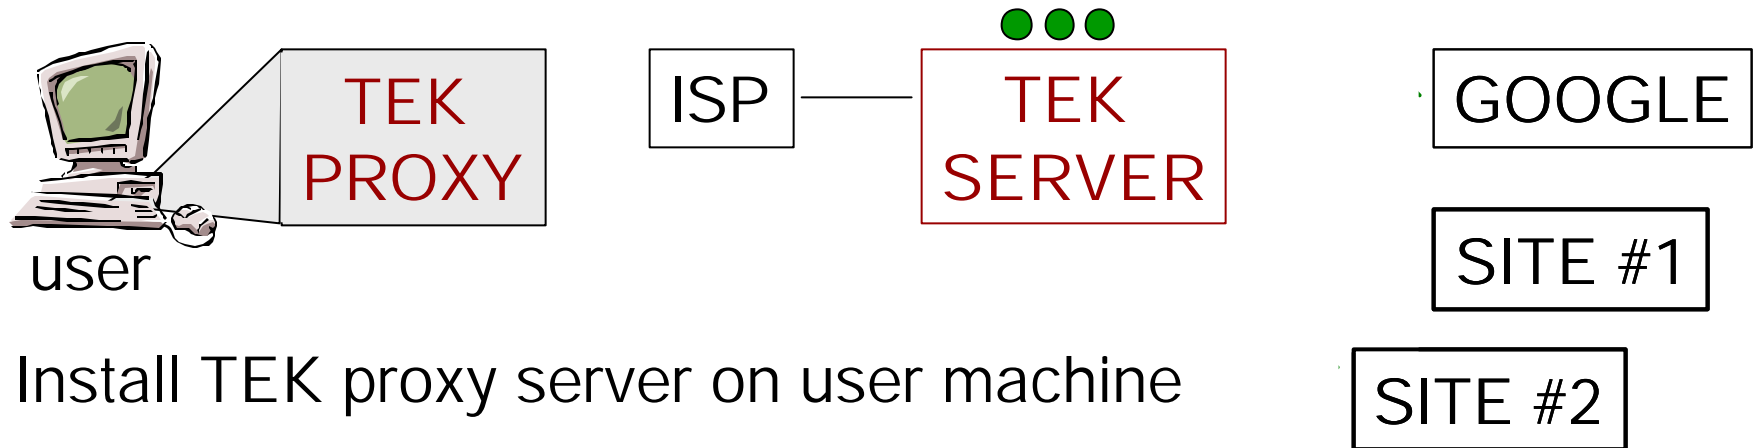 TEK
PROXY
ISP
TEK
SERVER
GOOGLE
user
SITE #1
Install TEK proxy server on user machine
SITE #2